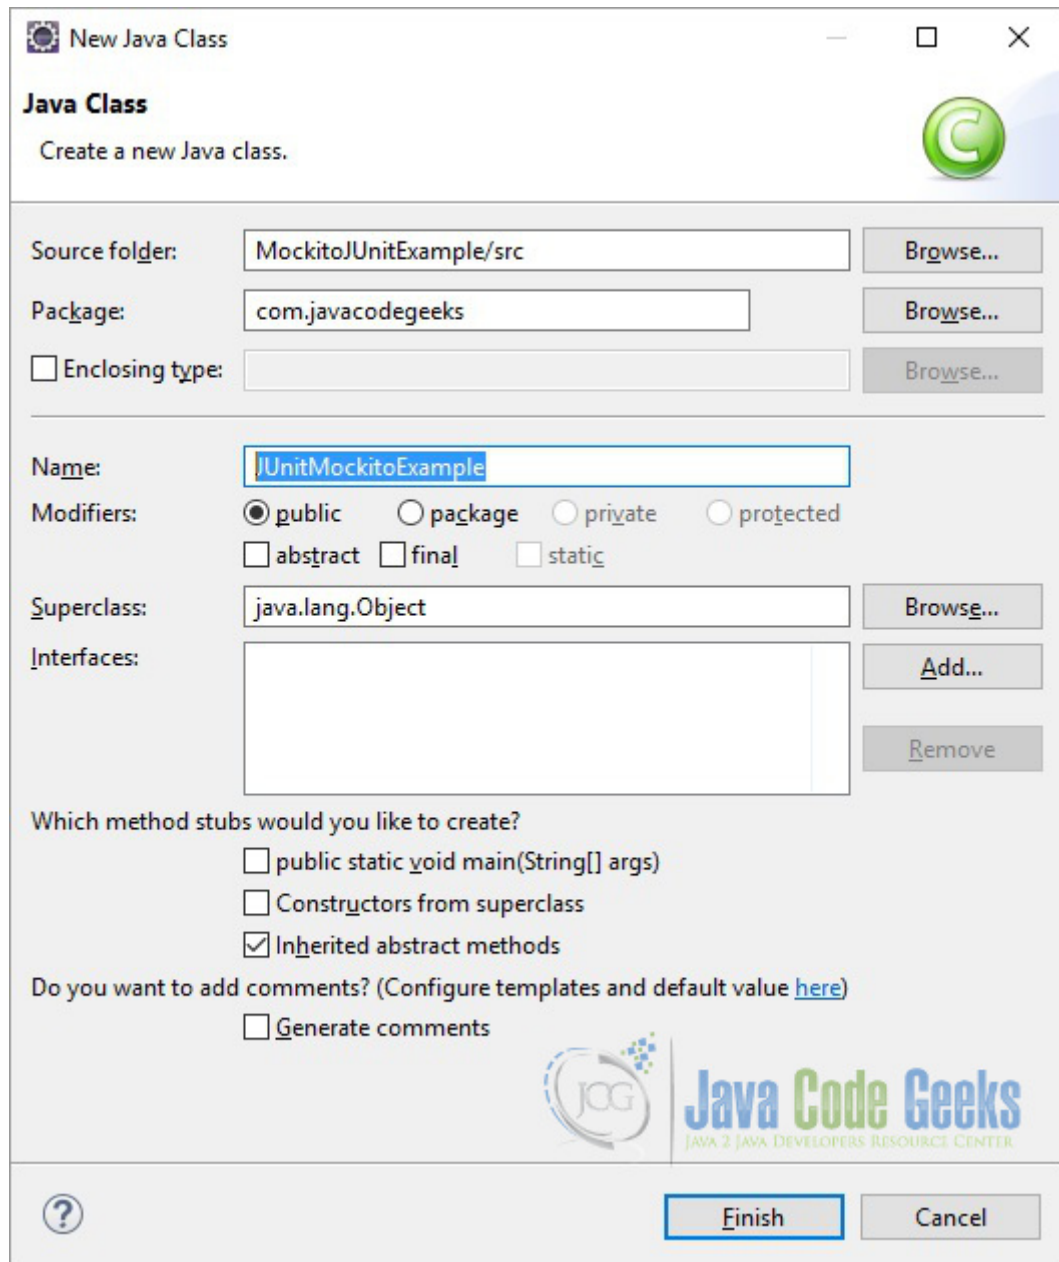 New Java Class
Java Class
Create a new Java class.
C
Source folder: MockitoJUnitExample/src Browse...
Package: com.javacodegeeks Browse...
Enclosing type: Browse...
Name: JUnitMockitoExample
Modifiers: public package private protected
abstract final static
Superclass: java.lang.Object Browse...
Interfaces: Add...
Remove
Which method stubs would you like to create?
public static void main(String[] args)
Constructors from superclass
Inherited abstract methods
Do you want to add comments? (Configure templates and default value here)
Generate comments
JCG Java Code Geeks
JAVA 2 JAVA DEVELOPERS RESOURCE CENTER
? Finish Cancel